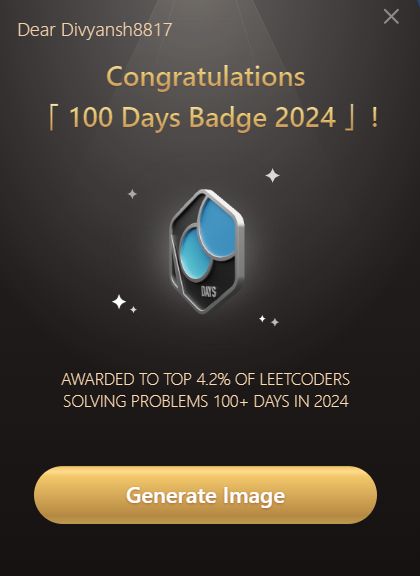 Dear Divyansh8817
Congratulations
「 100 Days Badge 2024 」 !
DAYS
AWARDED TO TOP 4.2% OF LEETCODERS
SOLVING PROBLEMS 100+ DAYS IN 2024
Generate Image